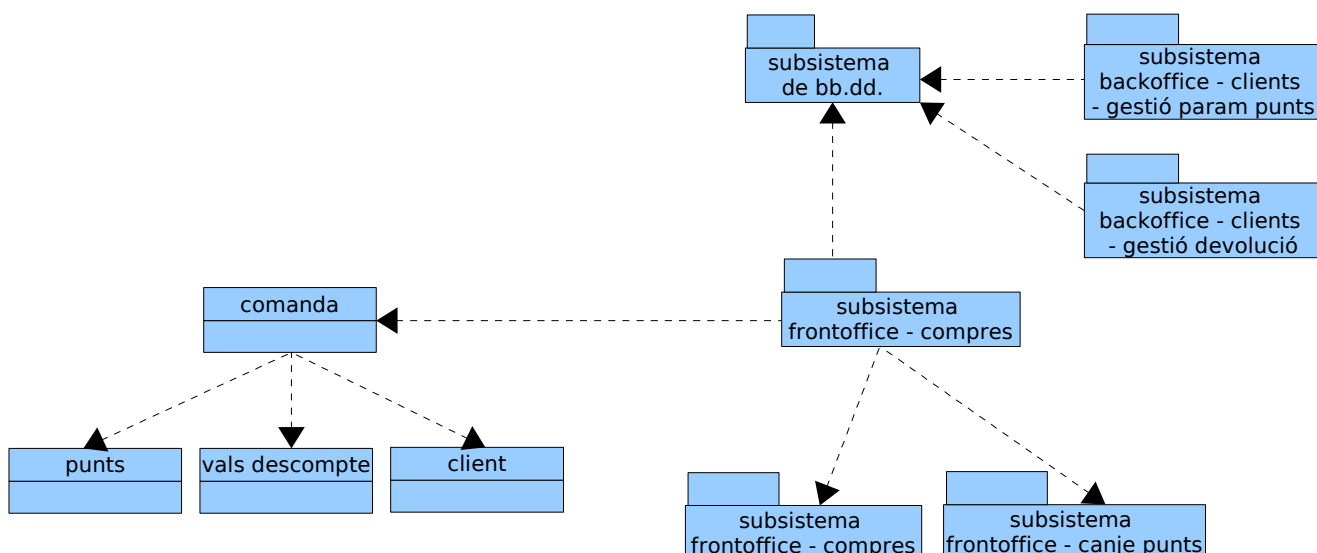 subsistema
de bb.dd.
subsistema
backoffice - clients
- gestió param punts
subsistema
backoffice - clients
- gestió devolució
comanda
subsistema
frontoffice - compres
punts
vals descompte
client
subsistema
frontoffice - compres
subsistema
frontoffice - canje punts